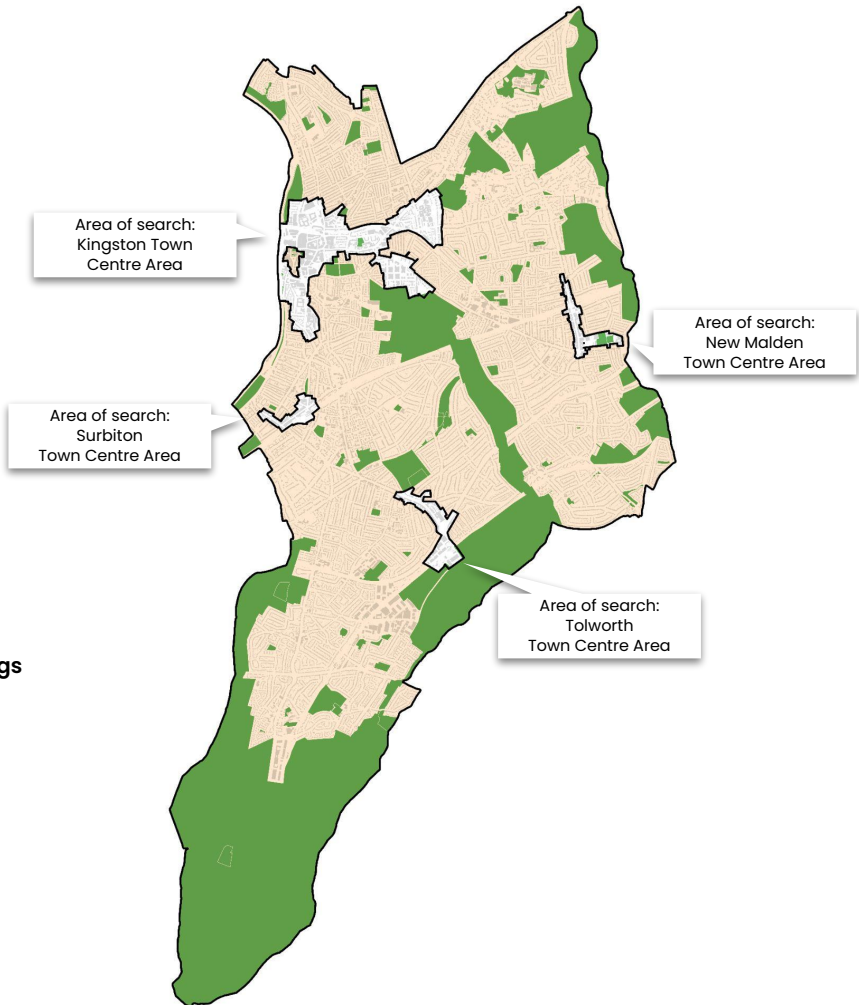 Area of search:
Kingston Town
Centre Area
Area of search:
New Malden
Town Centre Area
Area of search:
Surbiton
Town Centre Area
Area of search:
Tolworth
Town Centre Area
gs